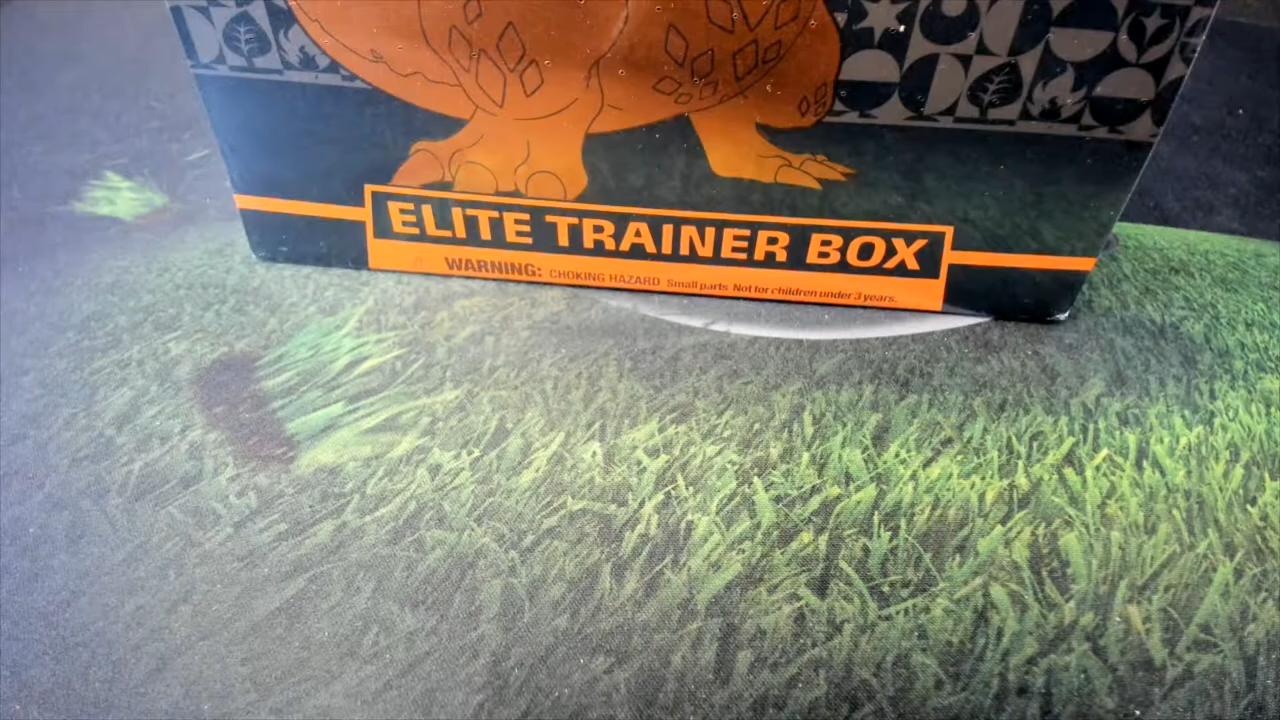 ELITE TRAINER BOX
WARNING: CHOKING HAZARD Small parts Not for children under 3 years.